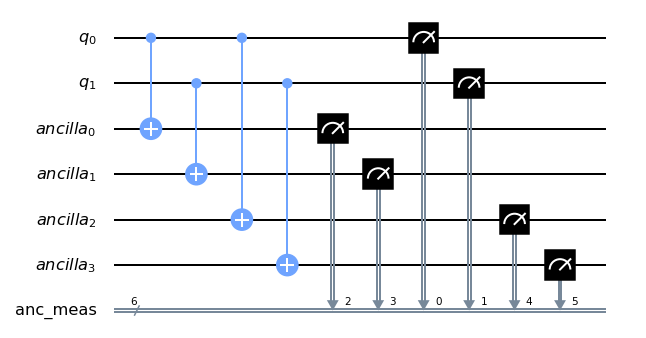 q0
q1
ancilla0
ancilla1
ancilla2
ancilla3
anc_meas 6 2 3 0 1 4 5